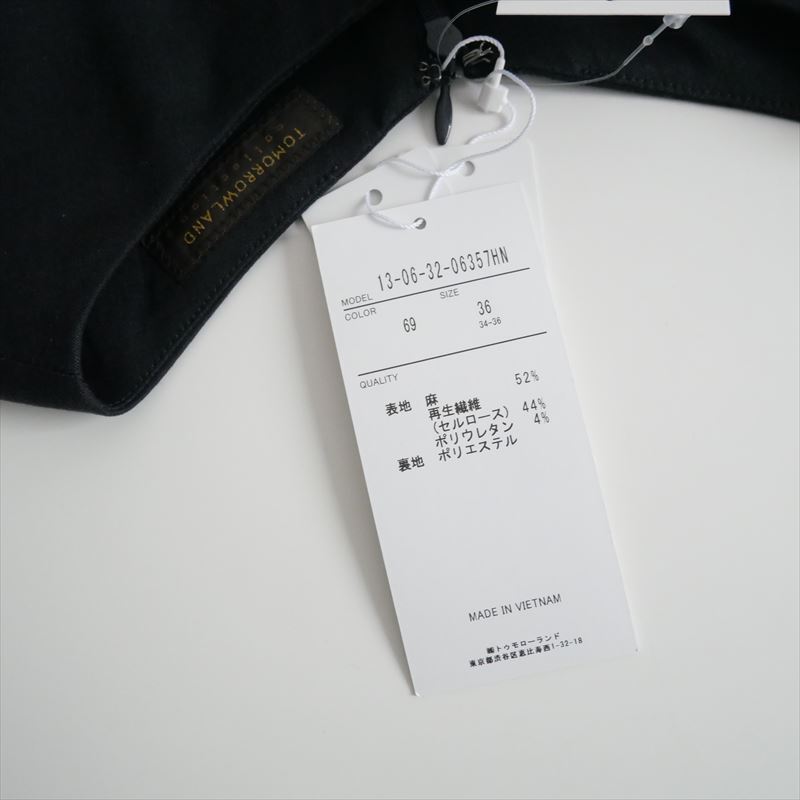 TOMORROWLAND
collection
MODEL 13-06-32-06357HN
COLOR SIZE
69 36
34-36
QUALITY
表地 麻 52%
再生繊維
(セルロース) 44%
ポリウレタン 4%
裏地 ポリエステル
MADE IN VIETNAM
㈱トゥモローランド
東京都渋谷区恵比寿西1-32-18